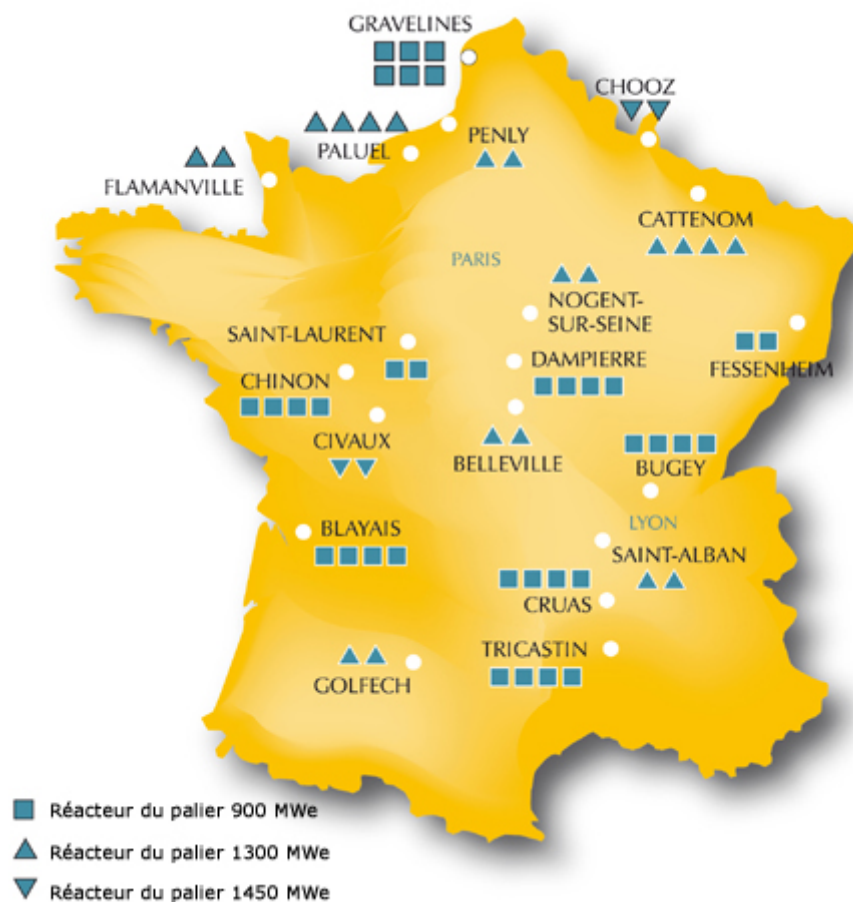 GRAVELINES
CHOOZ
PENLY
PALUEL
FLAMANVILLE
CATTENOM
PARIS
NOGENT-
SUR-SEINE
SAINT-LAURENT
DAMPIERRE
FESSENHEIM
CHINON
CIVAUX
BELLEVILLE
BUGEY
LYON
BLAYAIS
SAINT-ALBAN
CRUAS
TRICASTIN
GOLFECH
Réacteur du palier 900 MWe
Réacteur du palier 1300 MWe
Réacteur du palier 1450 MWe